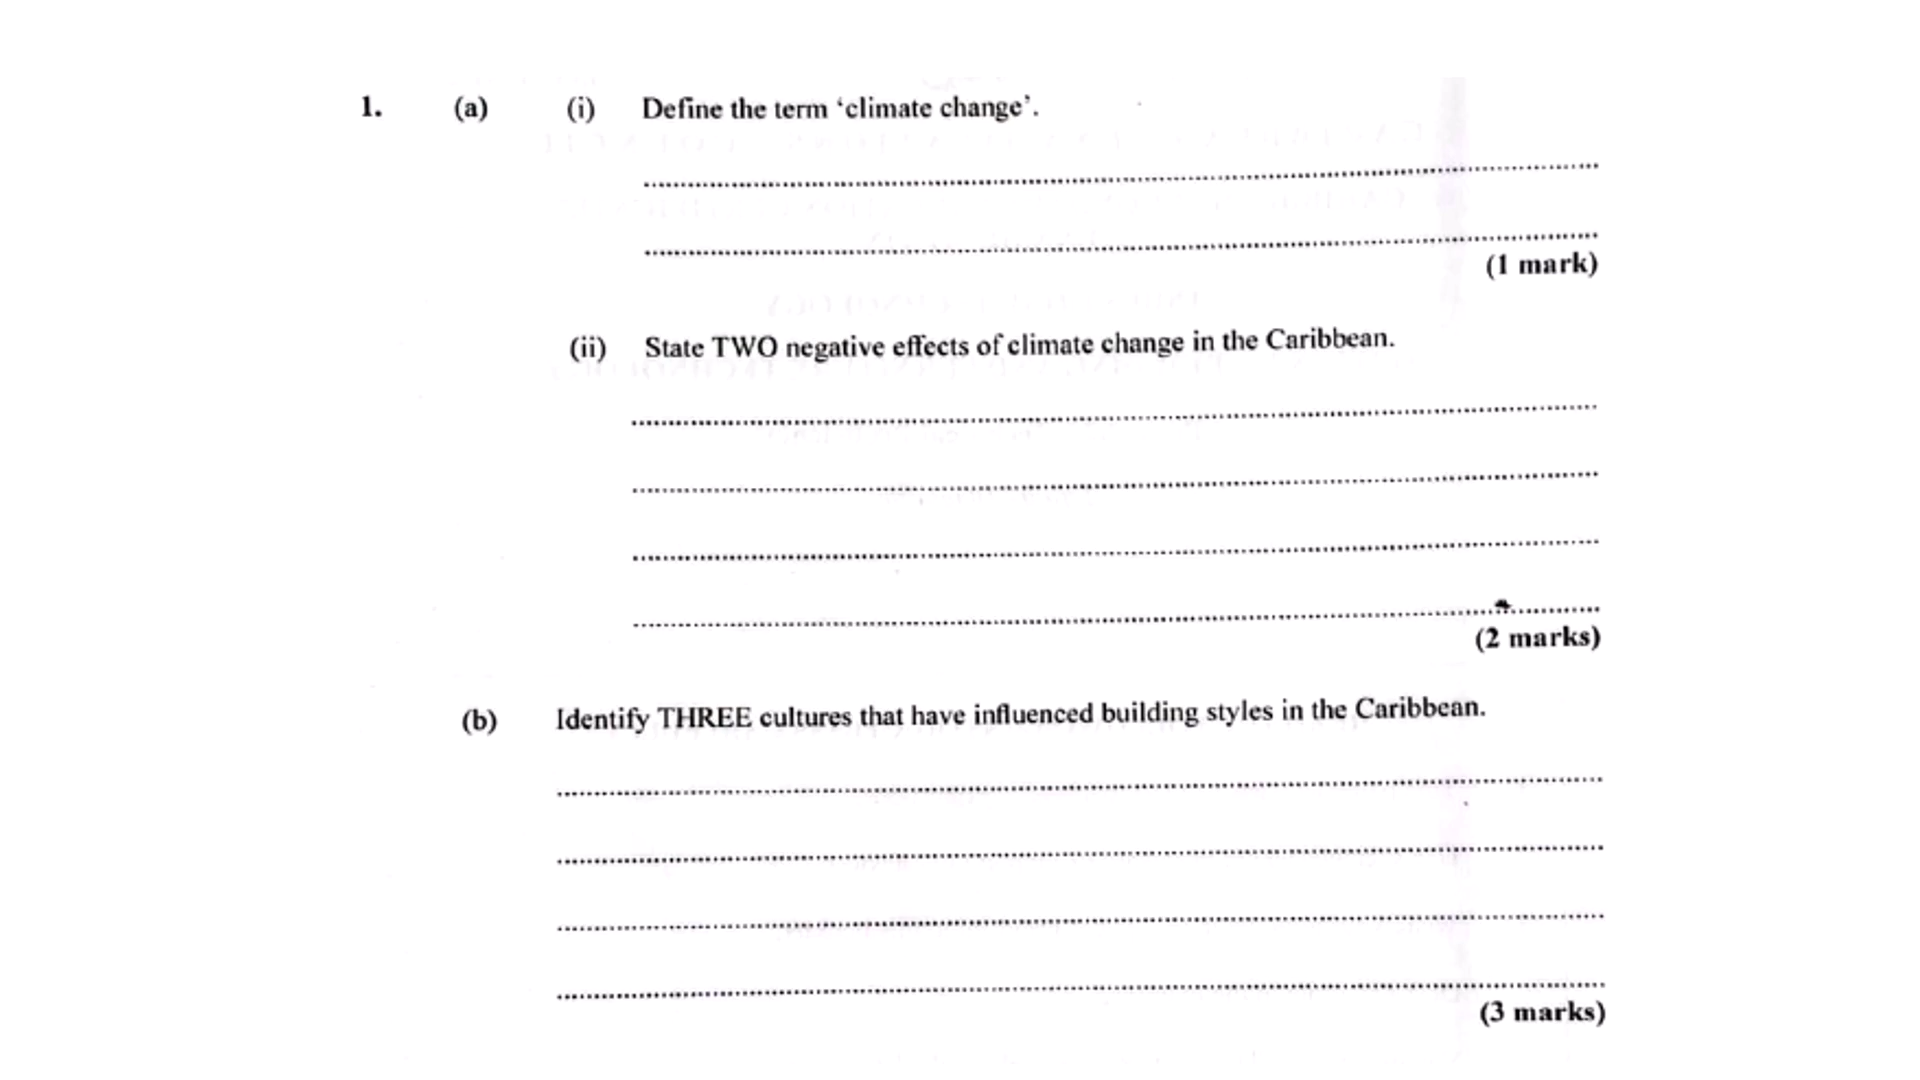 1. (a) (i) Define the term ‘climate change’.
(1 mark)
(ii) State TWO negative effects of climate change in the Caribbean.
(2 marks)
(b) Identify THREE cultures that have influenced building styles in the Caribbean.
(3 marks)